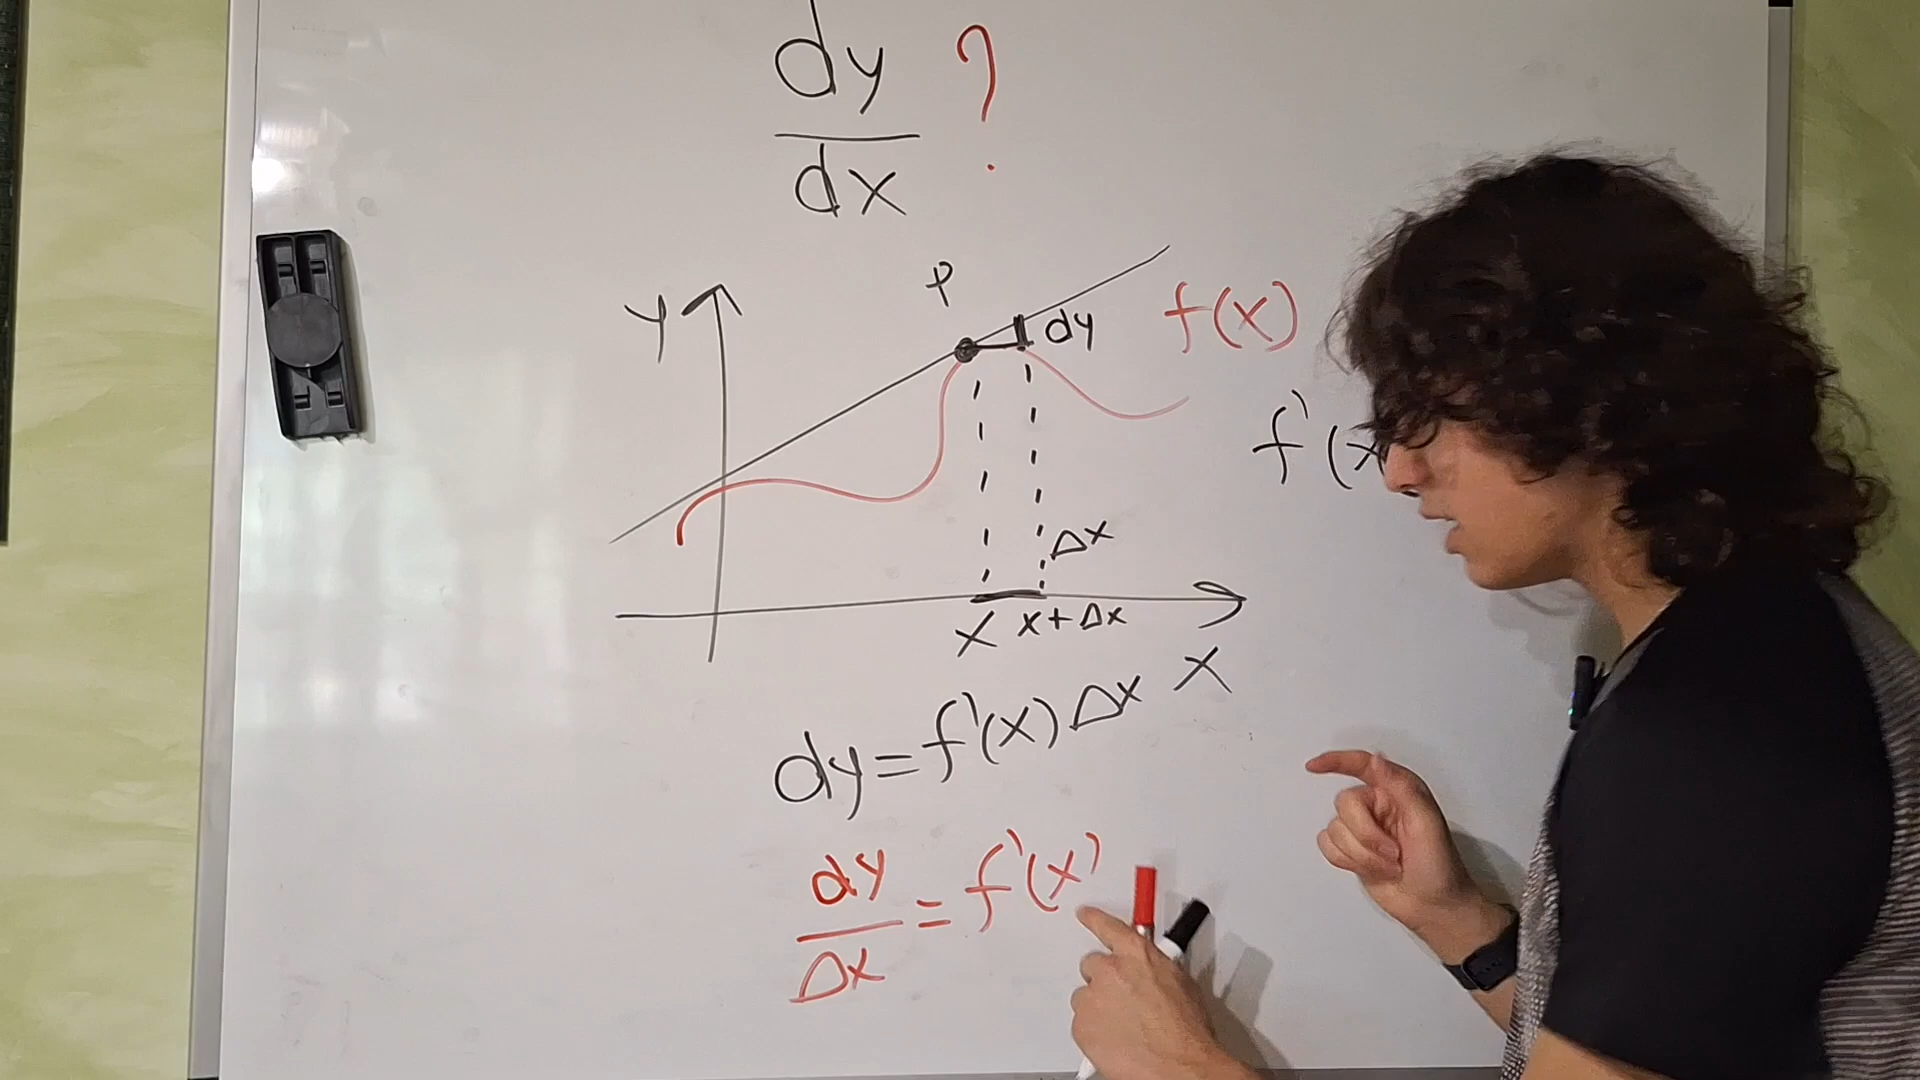 dy/dx ?
P
y
dy
f(x)
f'(x
Δx
x x+Δx
x
dy=f'(x)Δx
dy/Δx = f'(x)